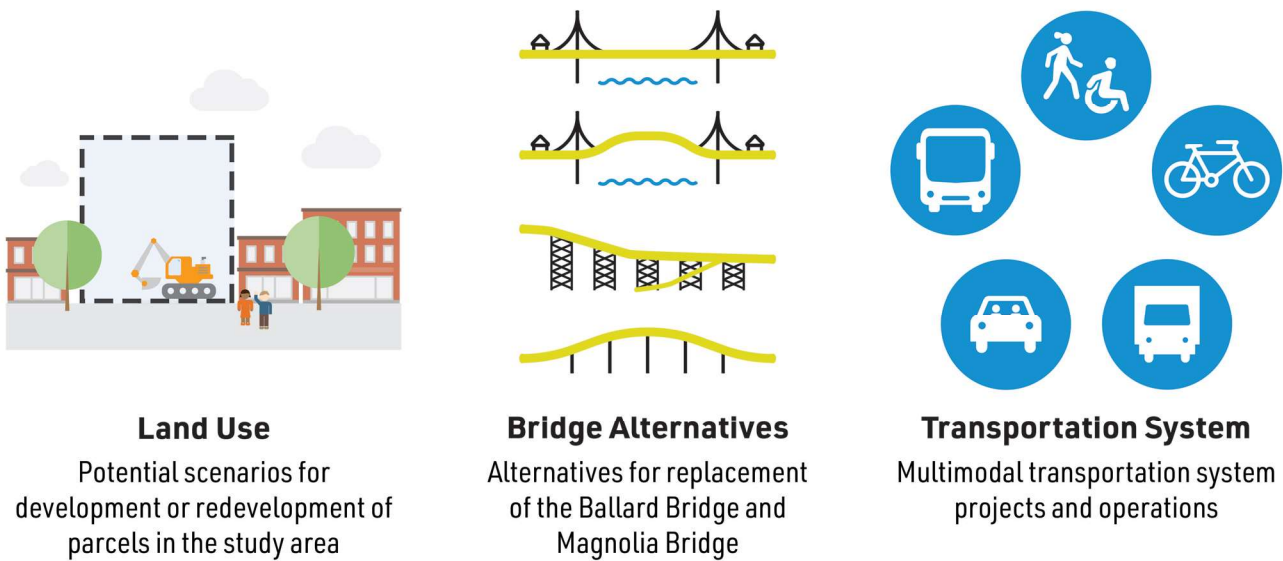 Land Use
Potential scenarios for
development or redevelopment of
parcels in the study area
Bridge Alternatives
Alternatives for replacement
of the Ballard Bridge and
Magnolia Bridge
Transportation System
Multimodal transportation system
projects and operations